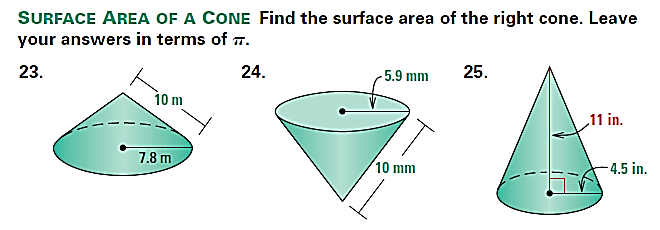 SURFACE AREA OF A CONE Find the surface area of the right cone. Leave
your answers in terms of π.
23.
10 m
7.8 m
24.
5.9 mm
10 mm
25.
11 in.
4.5 in.